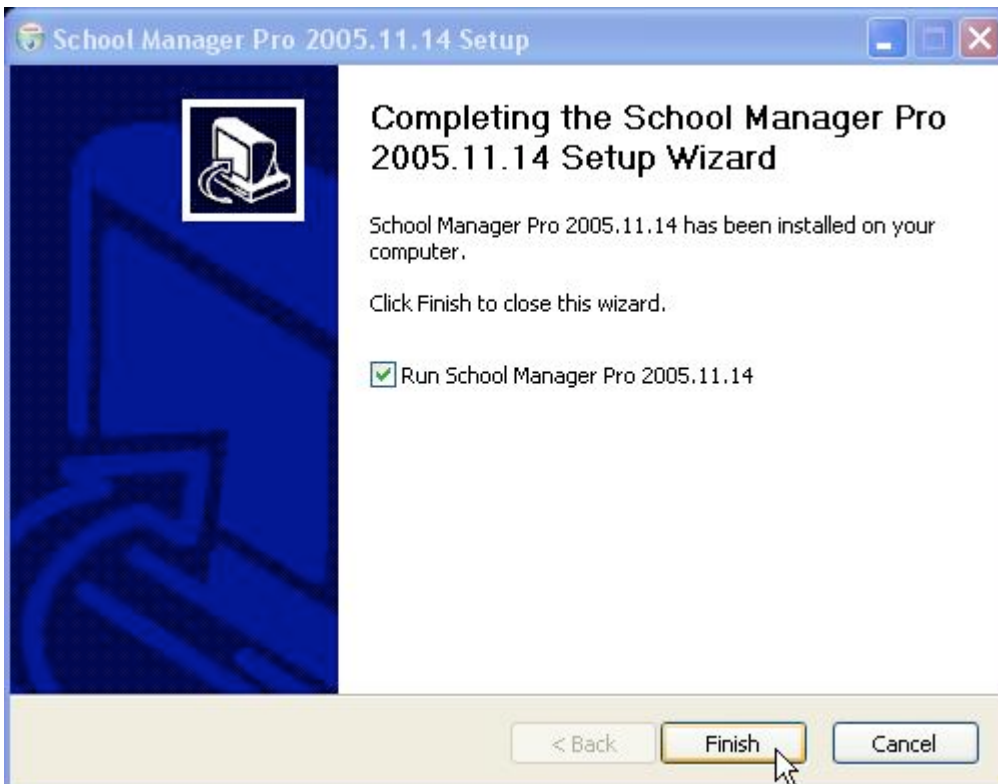 School Manager Pro 2005.11.14 Setup
Completing the School Manager Pro
2005.11.14 Setup Wizard
School Manager Pro 2005.11.14 has been installed on your
computer.
Click Finish to close this wizard.
Run School Manager Pro 2005.11.14
< Back
Finish
Cancel